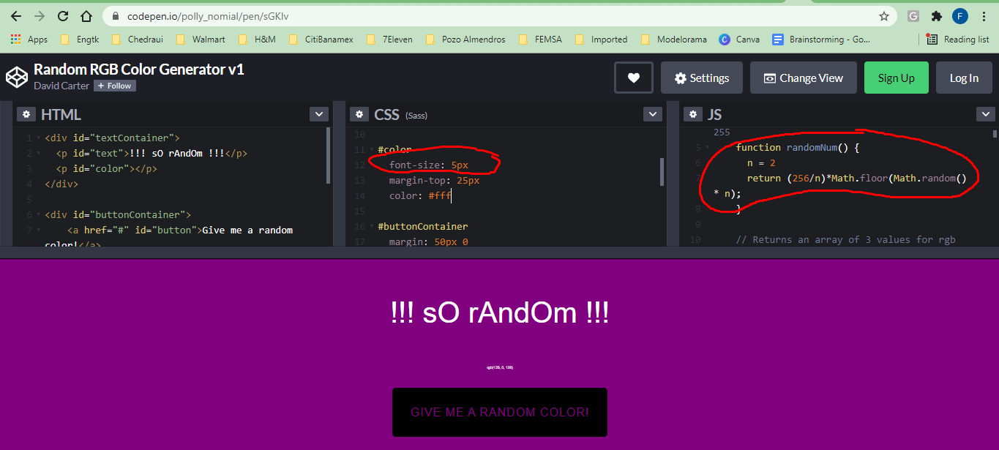 codepen.io/polly_nomial/pen/sGKIv
G
F
Apps Engtk Chedraui Walmart H&M CitiBanamex 7Eleven Pozo Almendros FEMSA Imported Modelorama Canva Brainstorming - Go... Reading list
Random RGB Color Generator v1
David Carter + Follow
Settings Change View Sign Up Log In
HTML
1 <div id="textContainer">
2 <p id="text">!!! sO rAndOm !!!</p>
3 <p id="color"></p>
4 </div>
5
6 <div id="buttonContainer">
7 <a href="#" id="button">Give me a random
color!</a>
CSS (Sass)
10
11 #color
12 font-size: 5px
13 margin-top: 25px
14 color: #fff
15
16 #buttonContainer
17 margin: 50px 0
JS
255
5 function randomNum() {
6 n = 2
7 return (256/n)*Math.floor(Math.random()
* n);
8 }
9
10 // Returns an array of 3 values for rgb
!!! sO rAndOm !!!
rgb(128, 0, 128)
GIVE ME A RANDOM COLOR!